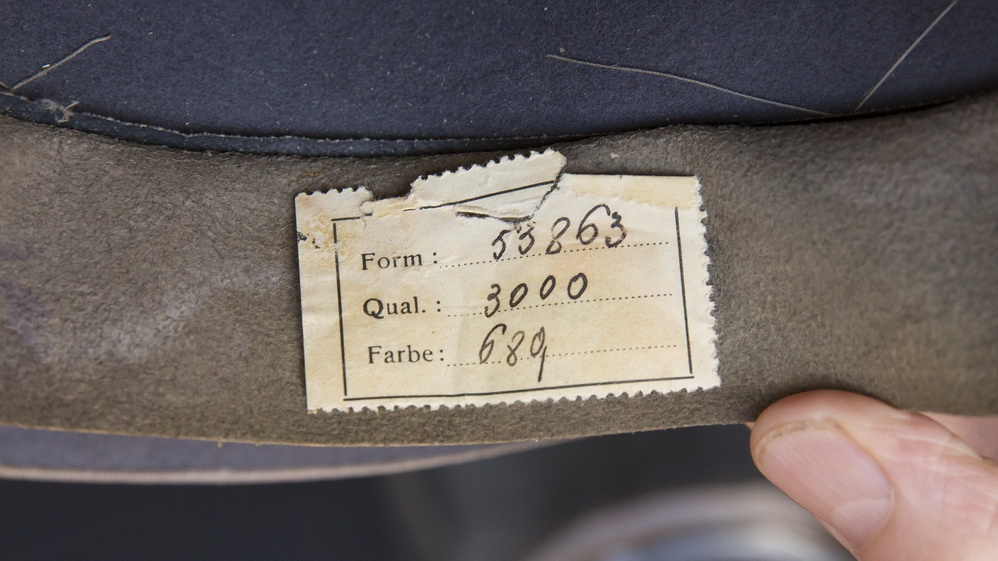 Form : 53863
Qual. : 3000
Farbe: 689